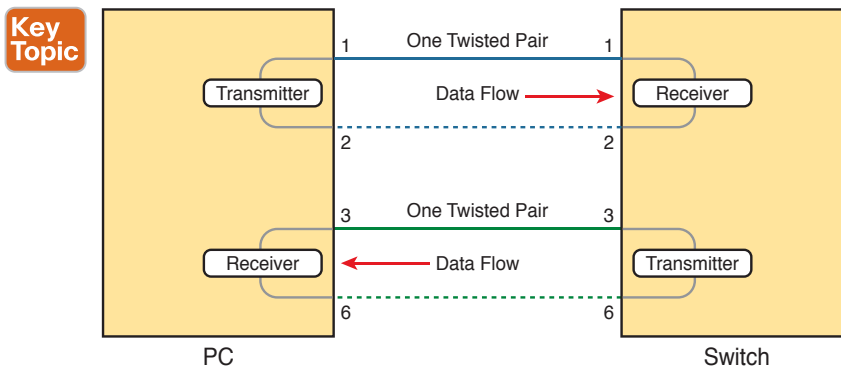 Key
Topic
1 One Twisted Pair 1
Transmitter Data Flow Receiver
2 2
3 One Twisted Pair 3
Receiver Data Flow Transmitter
6 6
PC Switch